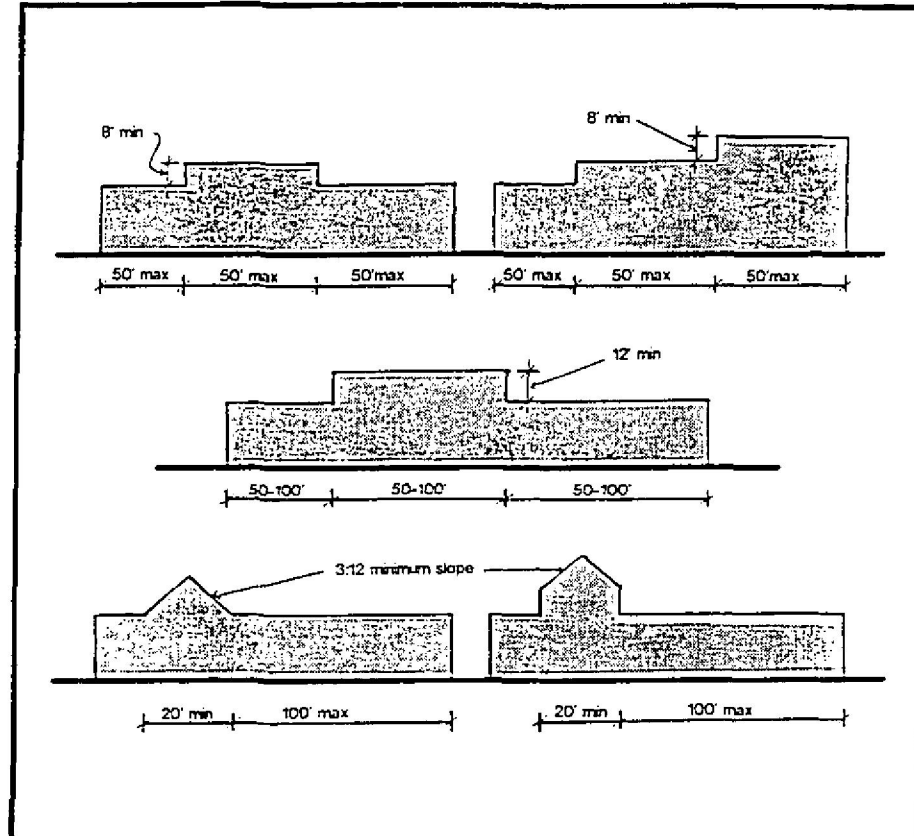 8' min
8' min
50' max 50' max 50'max
50' max 50' max 50'max
12' min
50-100' 50-100' 50-100'
3:12 minimum slope
20' min 100' max
20' min 100' max